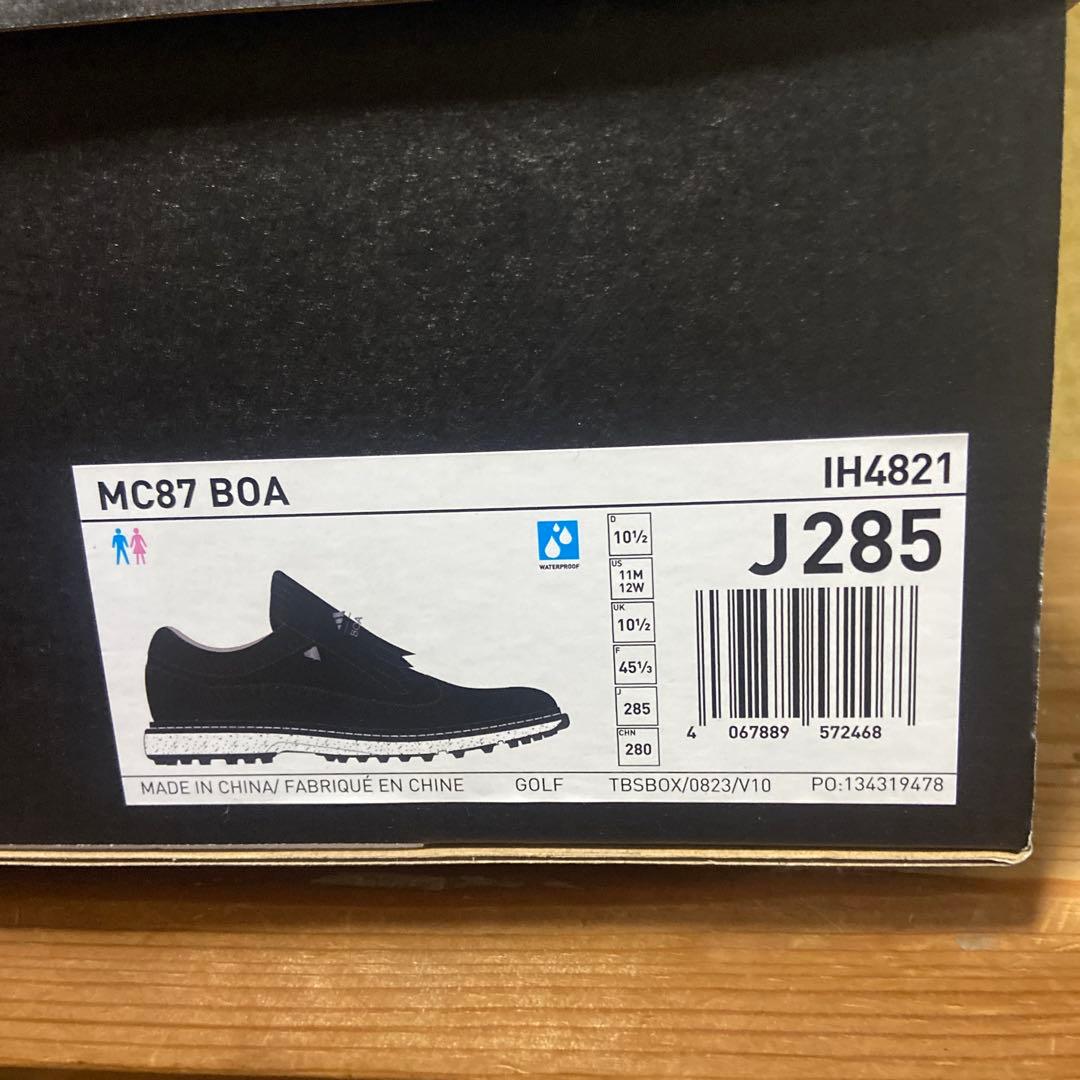 MC87 BOA
IH4821
J 285
WATERPROOF
D
10½
US
11M
12W
UK
10½
F
45⅓
J
285
CHN
280
BOA
4 067889 572468
MADE IN CHINA/ FABRIQUÉ EN CHINE
GOLF
TBSBOX/0823/V10
PO:134319478